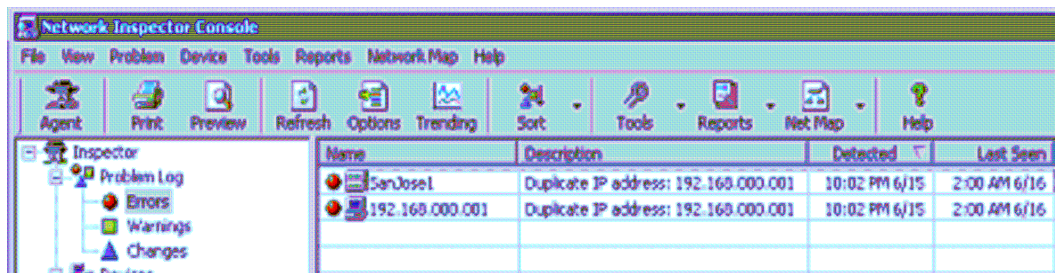 Network Inspector Console
File View Problem Device Tools Reports Network Map Help
Agent Print Preview Refresh Options Trending Sort Tools Reports Net Map Help
Inspector
Problem Log
Errors
Warnings
Changes
Devices
Name Description Detected Last Seen
SanJose1 Duplicate IP address: 192.168.000.001 10:02 PM 6/15 2:00 AM 6/16
192.168.000.001 Duplicate IP address: 192.168.000.001 10:02 PM 6/15 2:00 AM 6/16